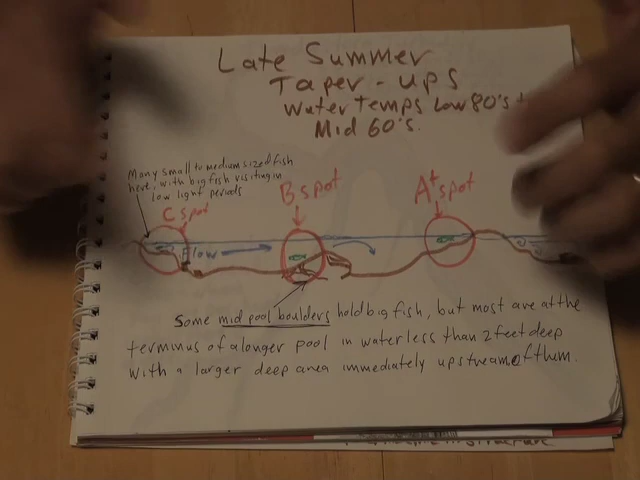 Late Summer
Taper-ups
Water Temps Low 80's +
Mid 60's.
Many small to medium sized fish
here, with big fish visiting in
low light periods
C spot
B spot
A+ spot
Flow
Some mid pool boulders hold big fish, but most are at the
terminus of a longer pool in water less than 2 feet deep
with a larger deep area immediately upstream of them.